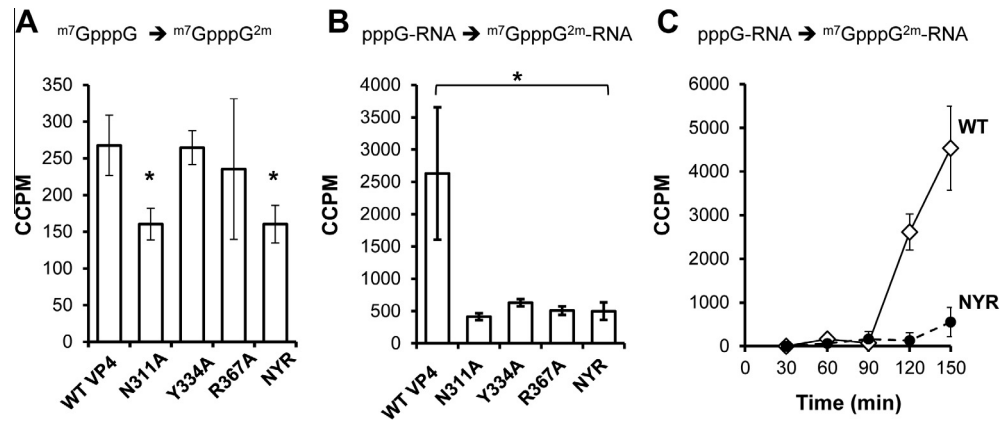 A
m7GpppG ➔ m7GpppG2m
CCPM
350
300
250
200
150
100
50
0
*
*
WT VP4
N311A
Y334A
R367A
NYR
B
pppG-RNA ➔ m7GpppG2m-RNA
CCPM
4000
3500
3000
2500
2000
1500
1000
500
0
*
WT VP4
N311A
Y334A
R367A
NYR
C
pppG-RNA ➔ m7GpppG2m-RNA
CCPM
6000
5000
4000
3000
2000
1000
0
WT
NYR
0 30 60 90 120 150
Time (min)